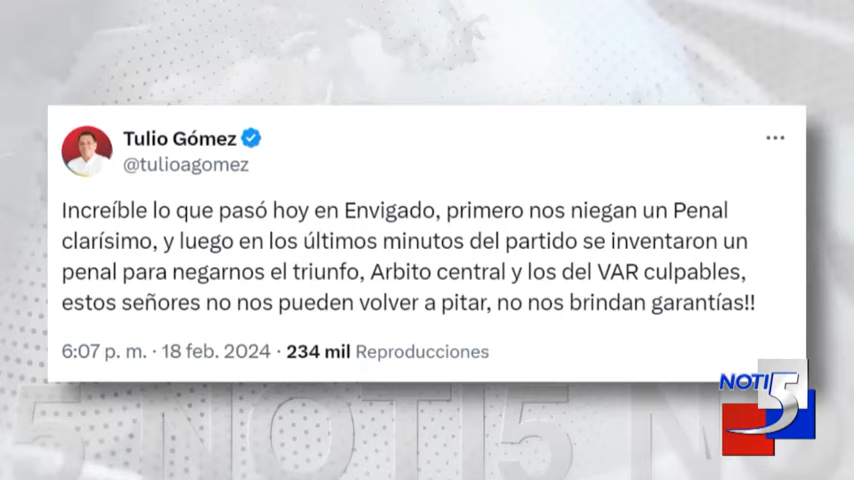 Tulio Gómez
@tulioagomez
Increíble lo que pasó hoy en Envigado, primero nos niegan un Penal
clarísimo, y luego en los últimos minutos del partido se inventaron un
penal para negarnos el triunfo, Arbito central y los del VAR culpables,
estos señores no nos pueden volver a pitar, no nos brindan garantías!!
6:07 p. m. · 18 feb. 2024 · 234 mil Reproducciones
NOTI5
5 NOTI5 N